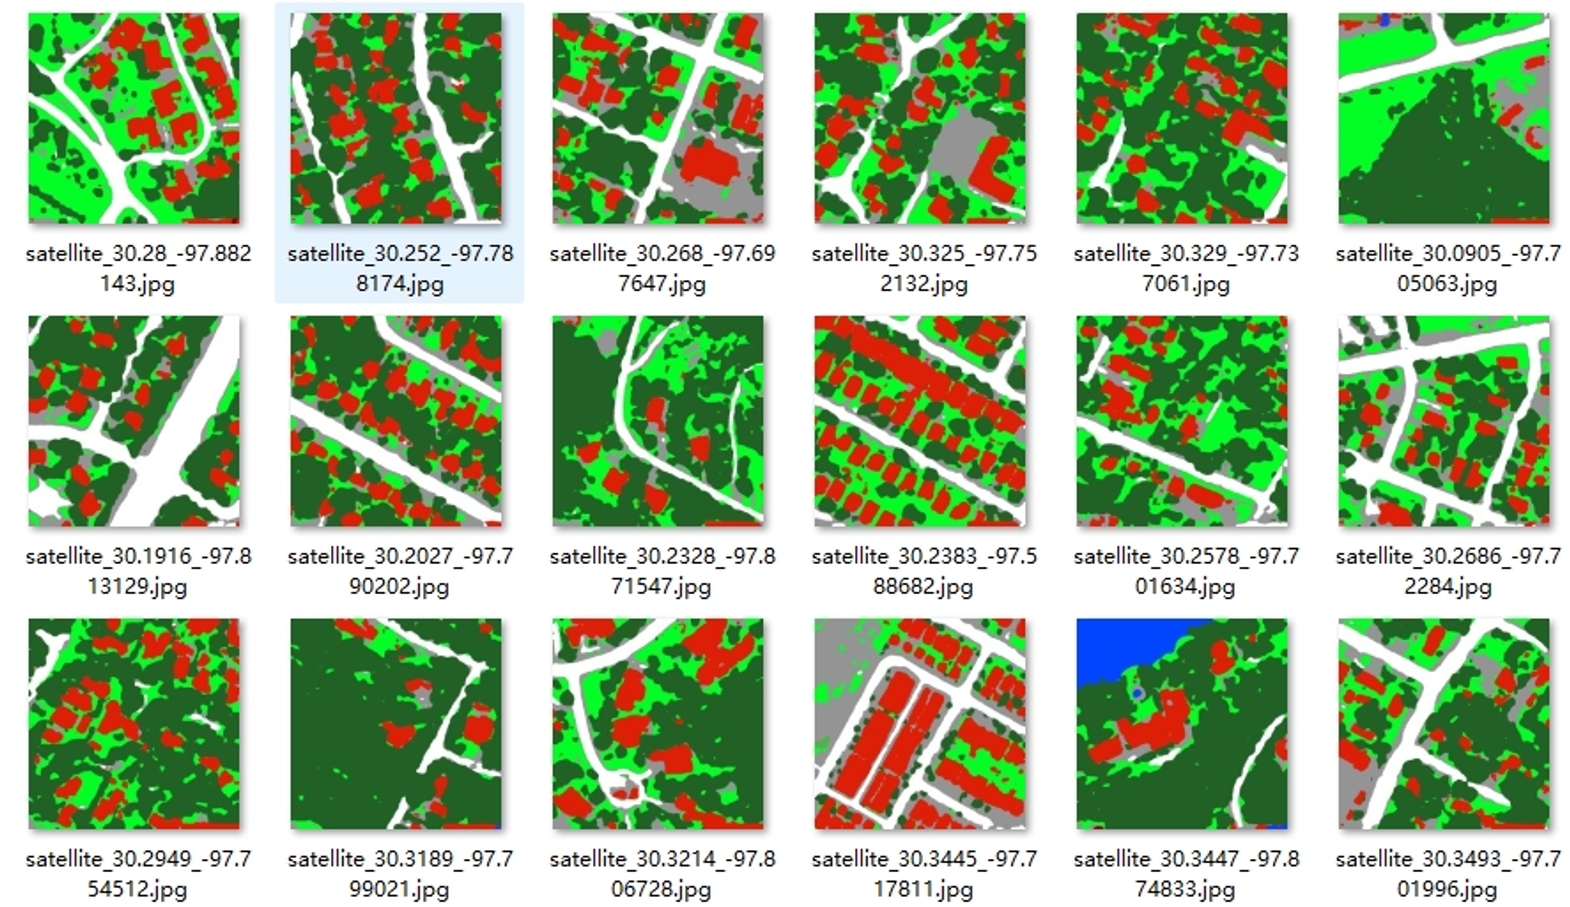 satellite_30.28_-97.882 satellite_30.252_-97.78 satellite_30.268_-97.69 satellite_30.325_-97.75 satellite_30.329_-97.73 satellite_30.0905_-97.7
143.jpg 8174.jpg 7647.jpg 2132.jpg 7061.jpg 05063.jpg
satellite_30.1916_-97.8 satellite_30.2027_-97.7 satellite_30.2328_-97.8 satellite_30.2383_-97.5 satellite_30.2578_-97.7 satellite_30.2686_-97.7
13129.jpg 90202.jpg 71547.jpg 88682.jpg 01634.jpg 2284.jpg
satellite_30.2949_-97.7 satellite_30.3189_-97.7 satellite_30.3214_-97.8 satellite_30.3445_-97.7 satellite_30.3447_-97.8 satellite_30.3493_-97.7
54512.jpg 99021.jpg 06728.jpg 17811.jpg 74833.jpg 01996.jpg